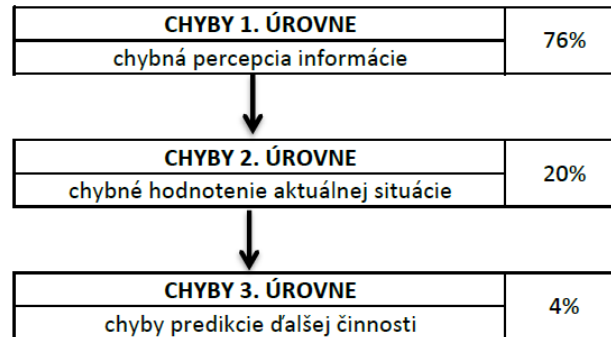 CHYBY 1. ÚROVNE
76%
chybná percepcia informácie
CHYBY 2. ÚROVNE
20%
chybné hodnotenie aktuálnej situácie
CHYBY 3. ÚROVNE
4%
chyby predikcie ďalšej činnosti